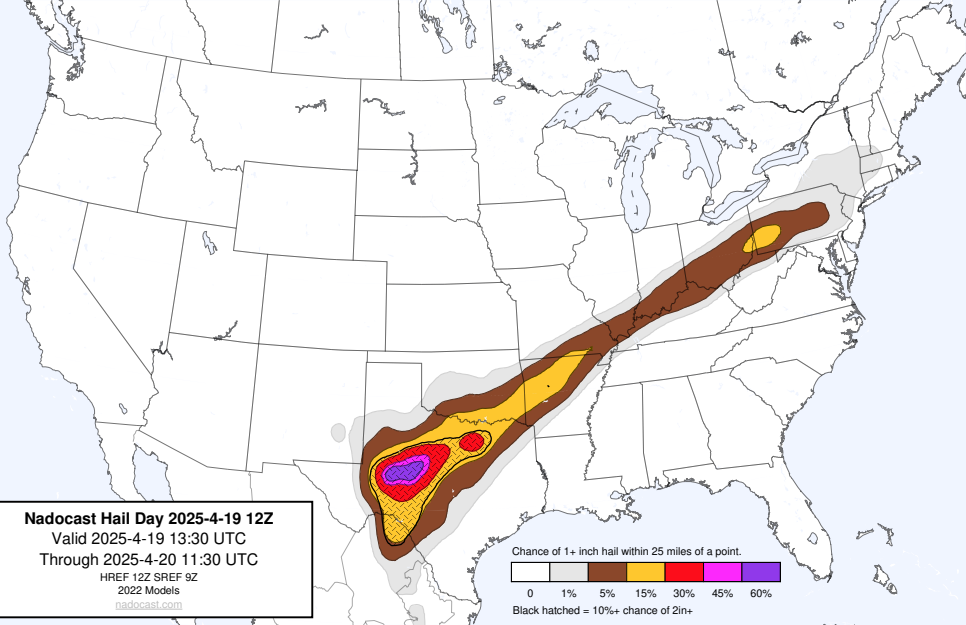 Nadocast Hail Day 2025-4-19 12Z
Valid 2025-4-19 13:30 UTC
Through 2025-4-20 11:30 UTC
HREF 12Z SREF 9Z
2022 Models
nadocast.com
Chance of 1+ inch hail within 25 miles of a point.
0 1% 5% 15% 30% 45% 60%
Black hatched = 10%+ chance of 2in+